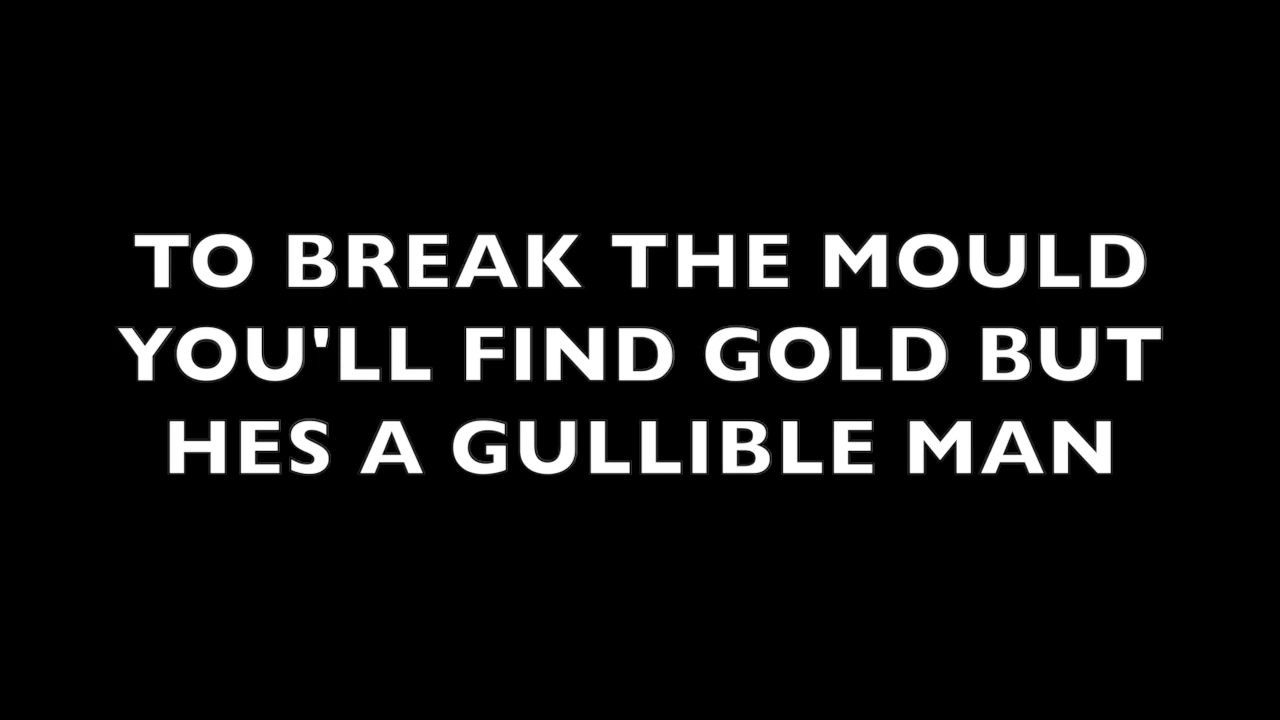 TO BREAK THE MOULD
YOU'LL FIND GOLD BUT
HES A GULLIBLE MAN